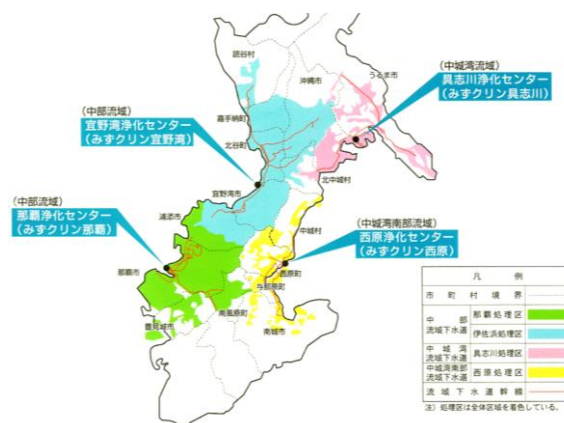 読谷村
沖縄市
うるま市
(中城湾流域)
具志川浄化センター
(みずクリン具志川)
嘉手納町
北谷町
(中部流域)
宜野湾浄化センター
(みずクリン宜野湾)
北中城村
宜野湾市
(中部流域)
那覇浄化センター
(みずクリン那覇)
浦添市
中城村
(中城湾南部流域)
西原浄化センター
(みずクリン西原)
西原町
那覇市
与那原町
南風原町
豊見城市
南城市
凡例
市町村境界
中部
流域下水道
那覇処理区
伊佐浜処理区
中城湾
流域下水道
具志川処理区
中城湾南部
流域下水道
西原処理区
流域下水道幹線
注）処理区は全体区域を着色している。